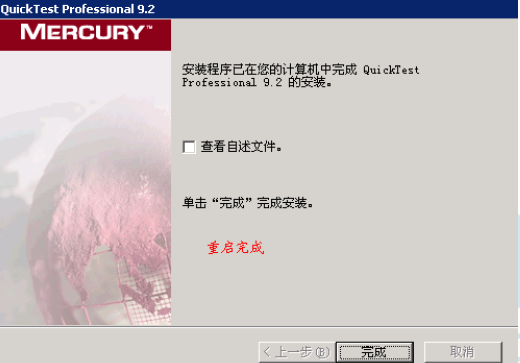 QuickTest Professional 9.2
MERCURY™
安装程序已在您的计算机中完成 QuickTest
Professional 9.2 的安装。
查看自述文件。
单击“完成”完成安装。
重启完成
< 上一步(B)
完成
取消